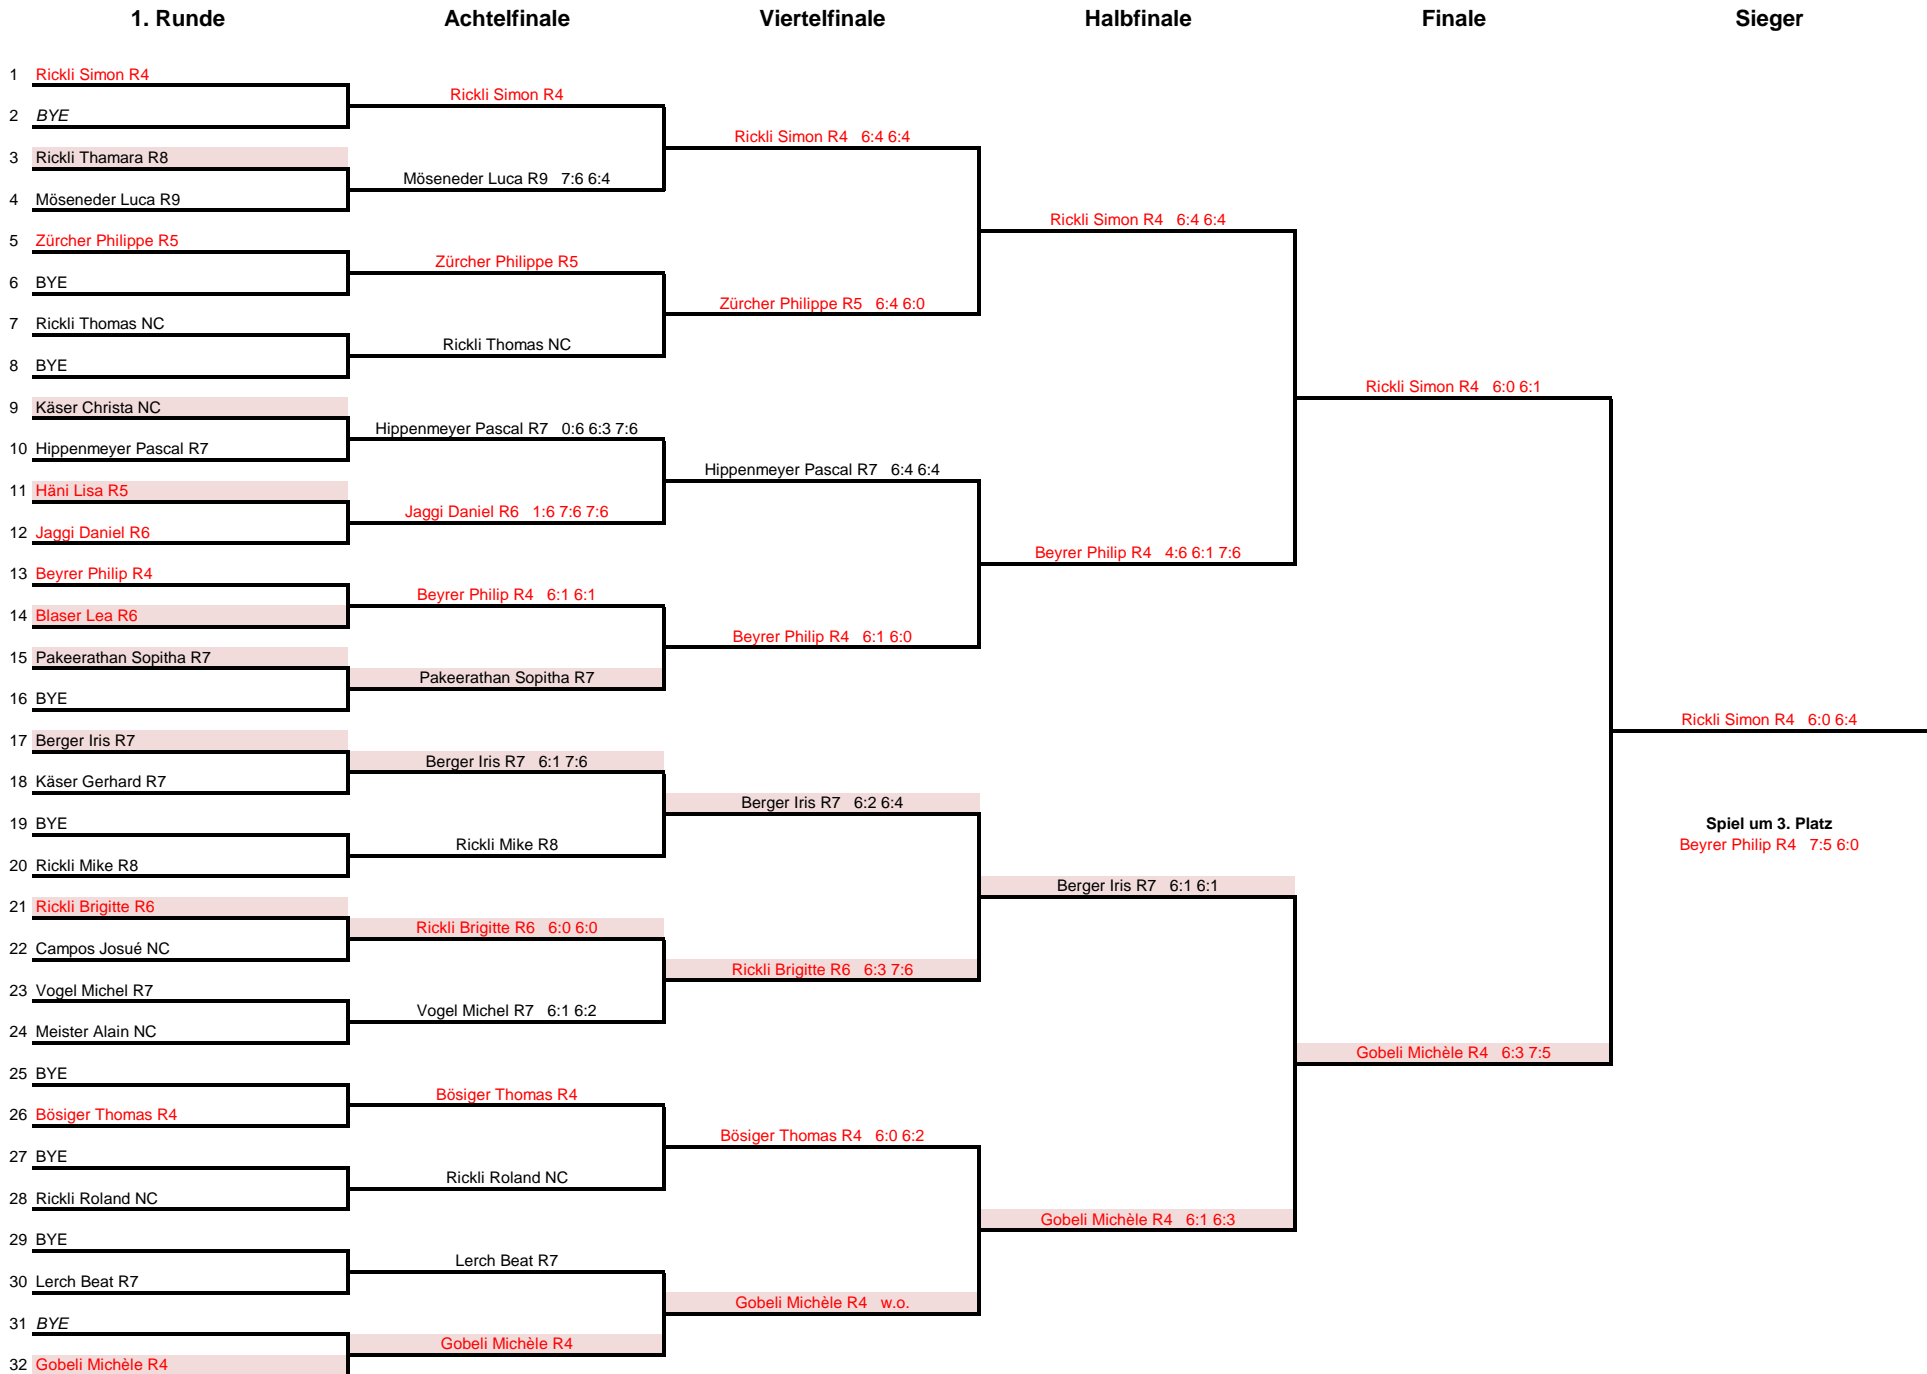 1. Runde
Achtelfinale
Viertelfinale
Halbfinale
Finale
Sieger
1 Rickli Simon R4
2 BYE
3 Rickli Thamara R8
4 Möseneder Luca R9
5 Zürcher Philippe R5
6 BYE
7 Rickli Thomas NC
8 BYE
9 Käser Christa NC
10 Hippenmeyer Pascal R7
11 Häni Lisa R5
12 Jaggi Daniel R6
13 Beyrer Philip R4
14 Blaser Lea R6
15 Pakeerathan Sopitha R7
16 BYE
17 Berger Iris R7
18 Käser Gerhard R7
19 BYE
20 Rickli Mike R8
21 Rickli Brigitte R6
22 Campos Josué NC
23 Vogel Michel R7
24 Meister Alain NC
25 BYE
26 Bösiger Thomas R4
27 BYE
28 Rickli Roland NC
29 BYE
30 Lerch Beat R7
31 BYE
32 Gobeli Michèle R4
Rickli Simon R4
Möseneder Luca R9 7:6 6:4
Zürcher Philippe R5
Rickli Thomas NC
Hippenmeyer Pascal R7 0:6 6:3 7:6
Jaggi Daniel R6 1:6 7:6 7:6
Beyrer Philip R4 6:1 6:1
Pakeerathan Sopitha R7
Berger Iris R7 6:1 7:6
Rickli Mike R8
Rickli Brigitte R6 6:0 6:0
Vogel Michel R7 6:1 6:2
Bösiger Thomas R4
Rickli Roland NC
Lerch Beat R7
Gobeli Michèle R4
Rickli Simon R4 6:4 6:4
Zürcher Philippe R5 6:4 6:0
Hippenmeyer Pascal R7 6:4 6:4
Beyrer Philip R4 6:1 6:0
Berger Iris R7 6:2 6:4
Rickli Brigitte R6 6:3 7:6
Bösiger Thomas R4 6:0 6:2
Gobeli Michèle R4 w.o.
Rickli Simon R4 6:4 6:4
Beyrer Philip R4 4:6 6:1 7:6
Berger Iris R7 6:1 6:1
Gobeli Michèle R4 6:1 6:3
Rickli Simon R4 6:0 6:1
Gobeli Michèle R4 6:3 7:5
Rickli Simon R4 6:0 6:4
Spiel um 3. Platz
Beyrer Philip R4 7:5 6:0